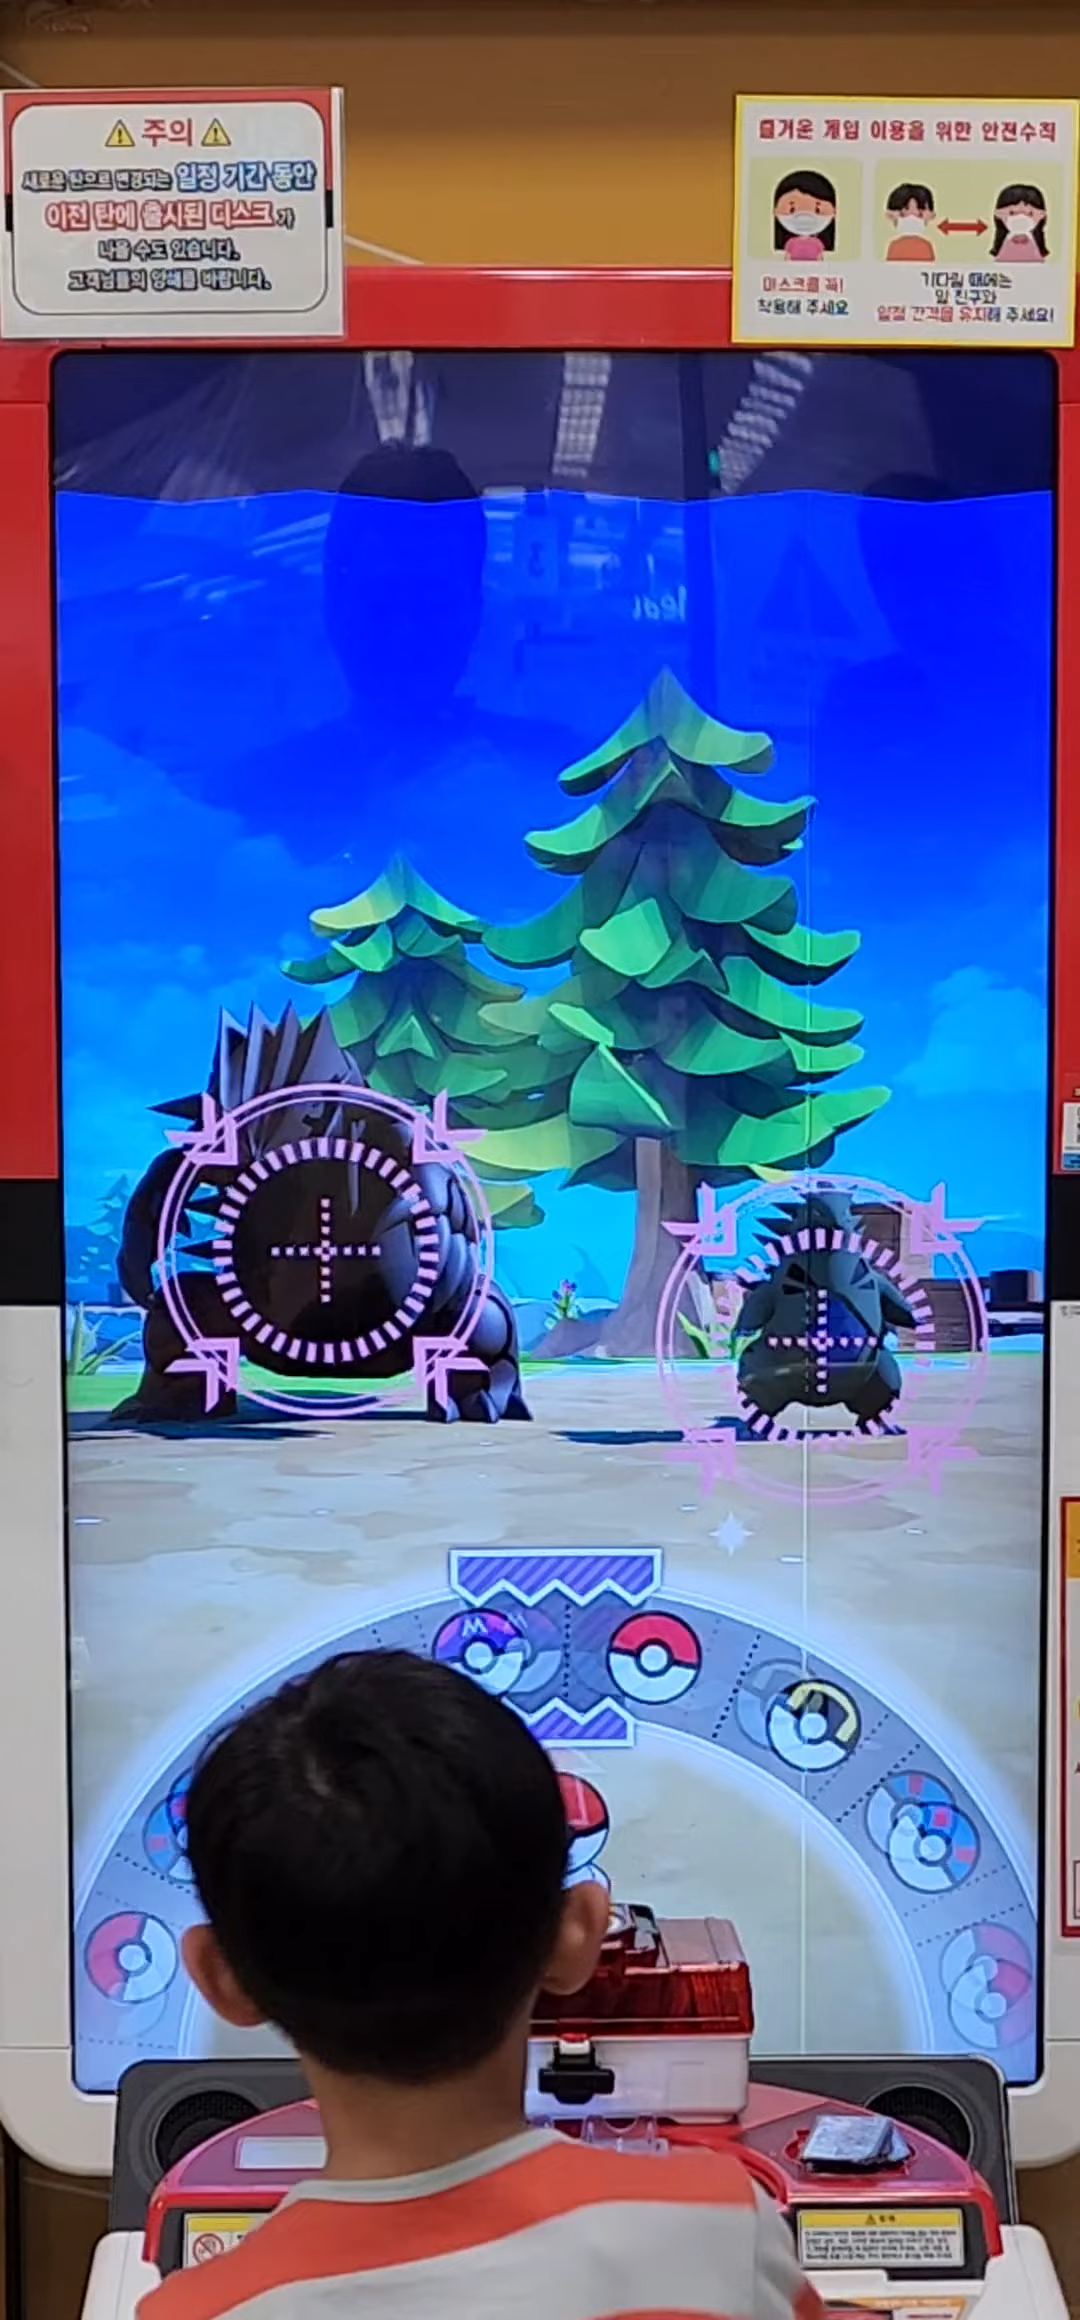 주의
새로운 탄으로 변경되는 일정 기간 동안
이전 탄에 출시된 디스크가
나올 수도 있습니다.
고객님들의 양해를 바랍니다.
즐거운 게임 이용을 위한 안전수칙
마스크를 꼭!
착용해 주세요
기다릴 때에는
앞 친구와
일정 간격을 유지해 주세요!
M